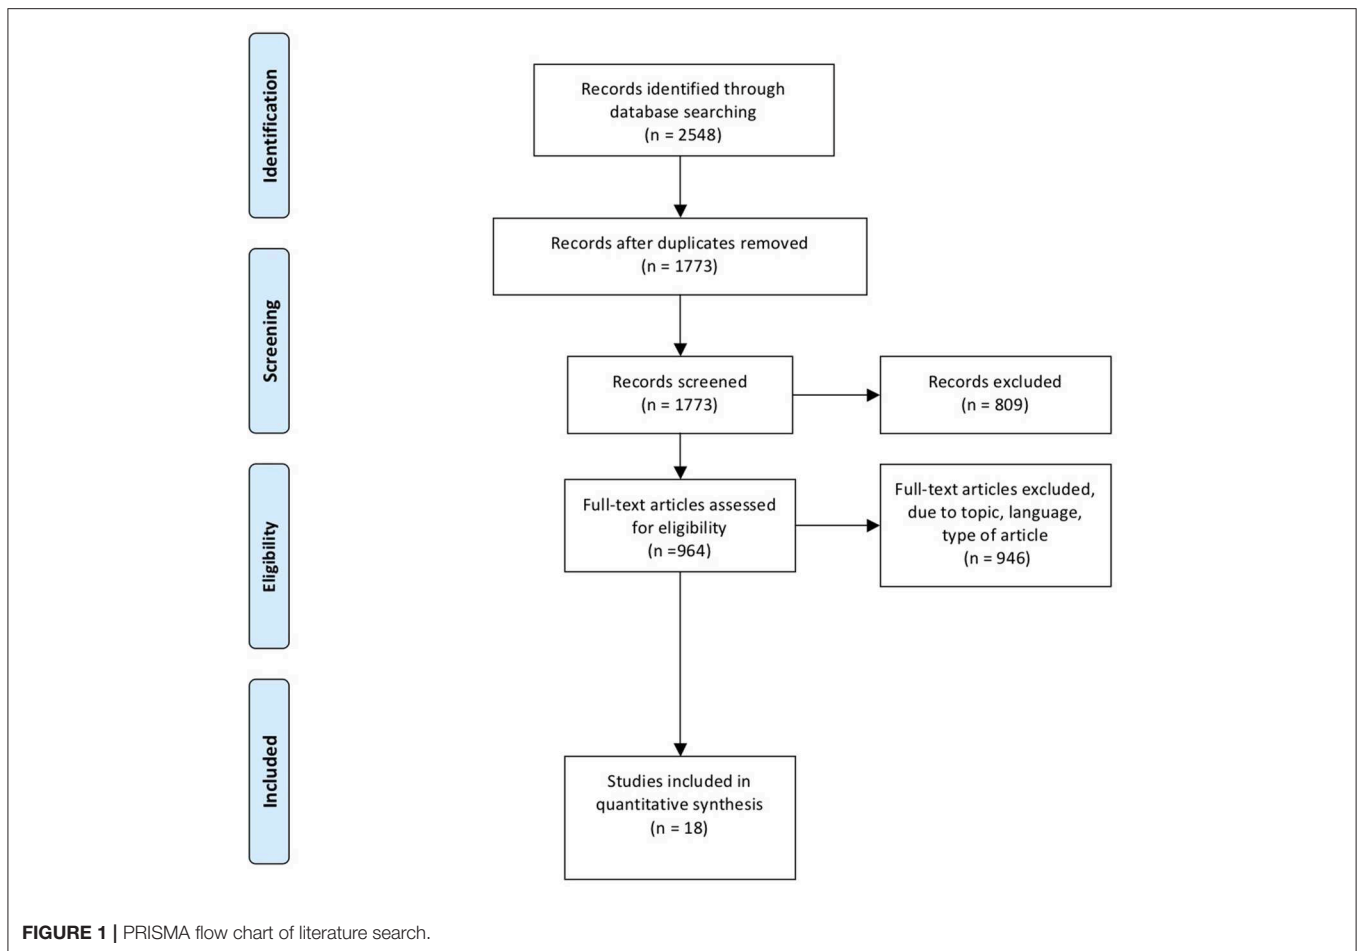 Identification
Records identified through
database searching
(n = 2548)
Records after duplicates removed
(n = 1773)
Screening
Records screened
(n = 1773)
Records excluded
(n = 809)
Eligibility
Full-text articles assessed
for eligibility
(n =964)
Full-text articles excluded,
due to topic, language,
type of article
(n = 946)
Included
Studies included in
quantitative synthesis
(n = 18)
FIGURE 1 | PRISMA flow chart of literature search.